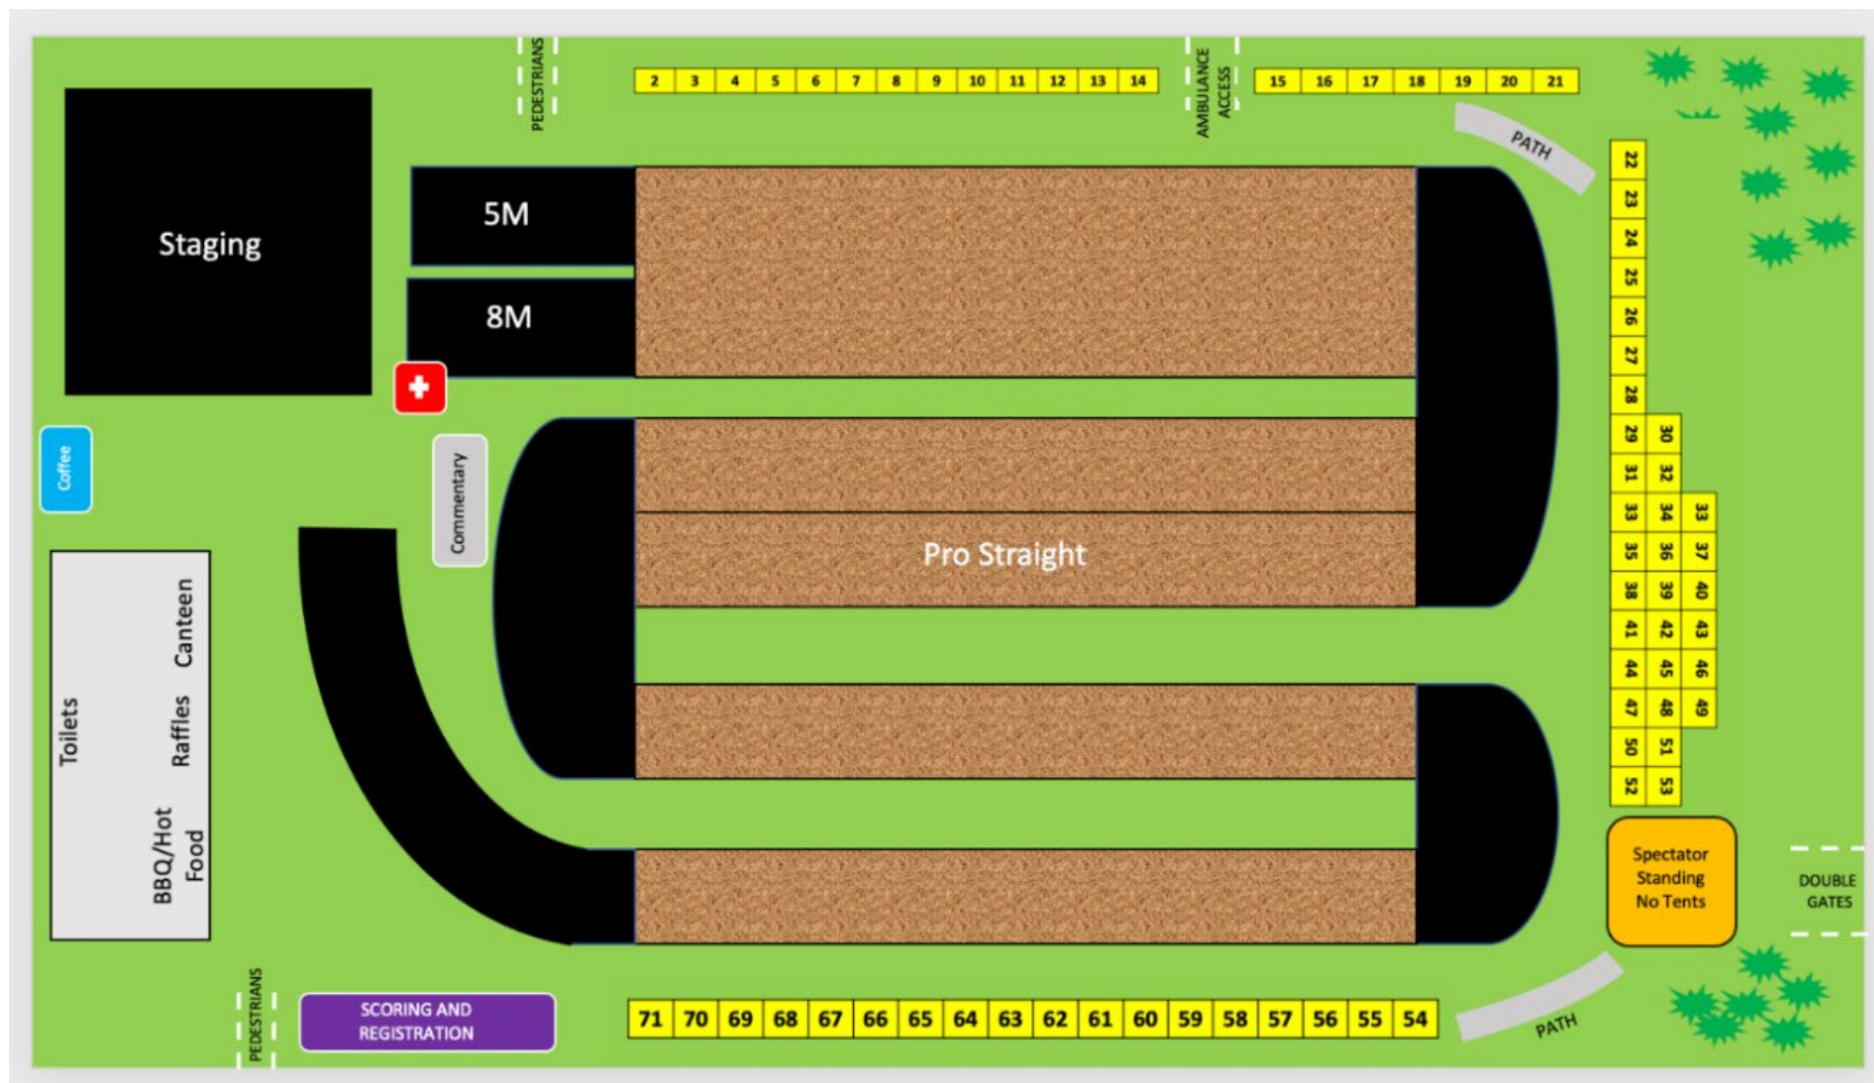 PEDESTRIANS
2 3 4 5 6 7 8 9 10 11 12 13 14
AMBULANCE
ACCESS
15 16 17 18 19 20 21
PATH
Staging
5M
8M
22
23
24
25
26
27
28
29 30
31 32
33 34 33
35 36 37
38 39 40
41 42 43
44 45 46
47 48 49
50 51
52 53
Coffee
Commentary
Pro Straight
Toilets
Canteen
Raffles
BBQ/Hot
Food
Spectator
Standing
No Tents
DOUBLE
GATES
PEDESTRIANS
SCORING AND
REGISTRATION
71 70 69 68 67 66 65 64 63 62 61 60 59 58 57 56 55 54
PATH